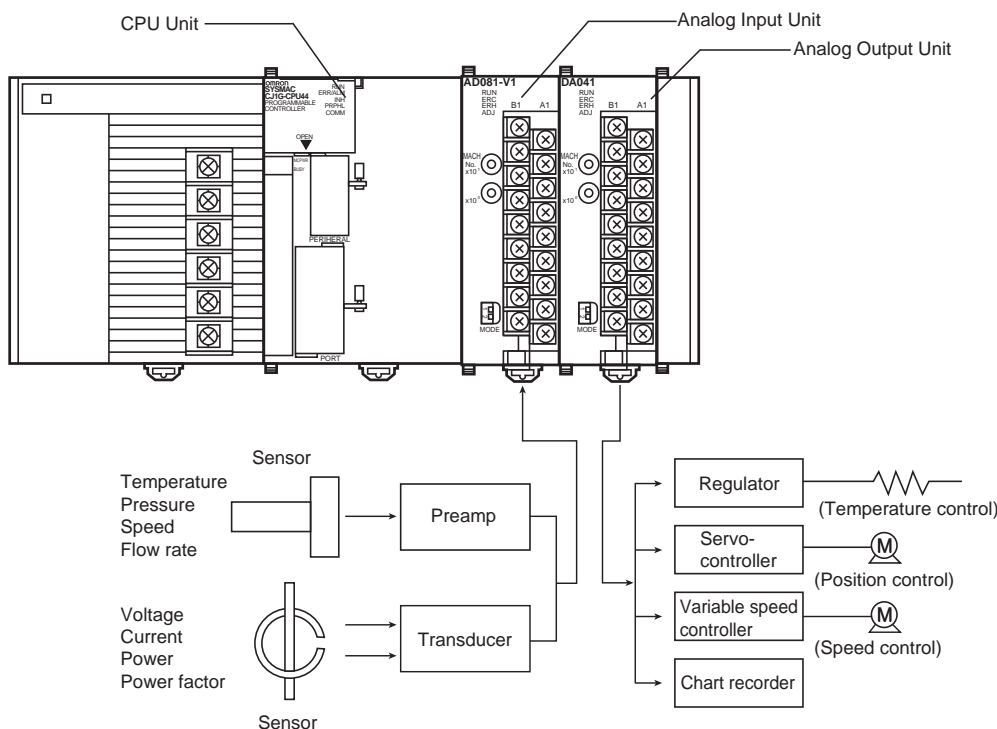 CPU Unit
Analog Input Unit
Analog Output Unit
omron
SYSMAC
CJ1G-CPU44
PROGRAMMABLE
CONTROLLER
RUN
ERR/ALM
INH
PRPHL
COMM
OPEN
MCPWR
BUSY
PERIPHERAL
PORT
AD081-V1
RUN
ERC
ERH
ADJ
B1 A1
MACH
No.
x10¹
x10⁰
MODE
DA041
RUN
ERC
ERH
ADJ
B1 A1
MACH
No.
x10¹
x10⁰
MODE
Sensor
Temperature
Pressure
Speed
Flow rate
Preamp
Voltage
Current
Power
Power factor
Transducer
Sensor
Regulator
(Temperature control)
Servo-
controller
M
(Position control)
Variable speed
controller
M
(Speed control)
Chart recorder